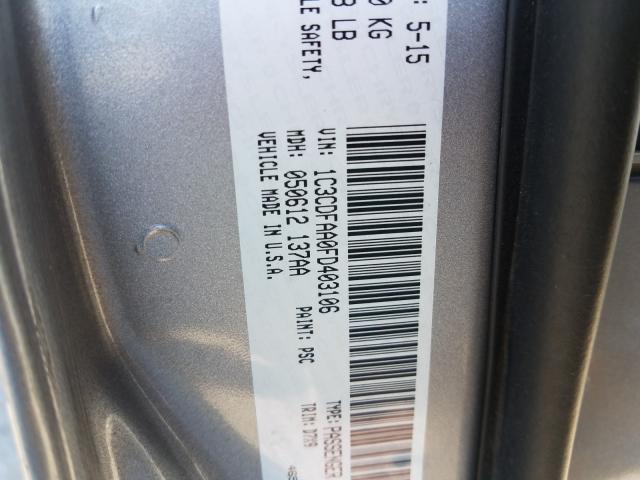 : 5-15
0 KG
8 LB
LE SAFETY,
VIN: 1C3CDFAA0FD403106
MDH: 050612 137AA
VEHICLE MADE IN U.S.A.
PAINT: PSC
TYPE: PASSENGER
TRIM: D7X9